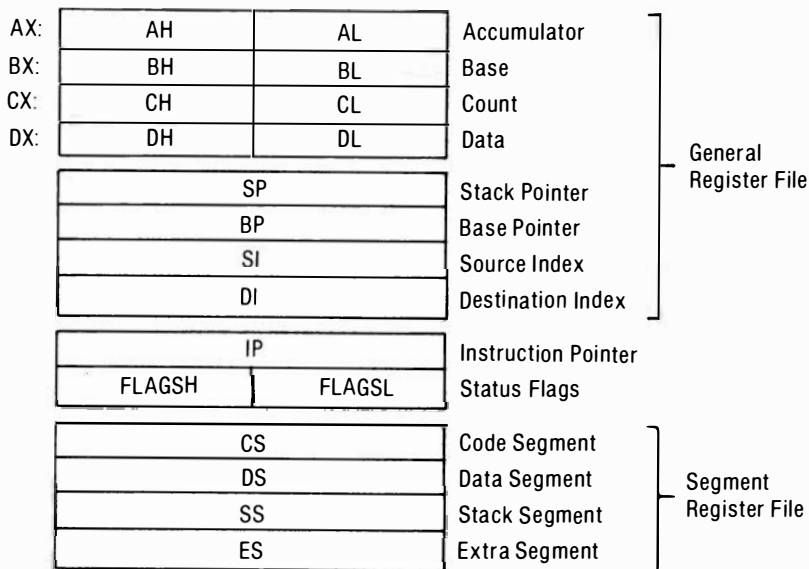 AX: AH AL Accumulator
BX: BH BL Base
CX: CH CL Count
DX: DH DL Data
General
Register File
SP Stack Pointer
BP Base Pointer
SI Source Index
DI Destination Index
IP Instruction Pointer
FLAGSH FLAGSL Status Flags
CS Code Segment
DS Data Segment
SS Stack Segment
ES Extra Segment
Segment
Register File